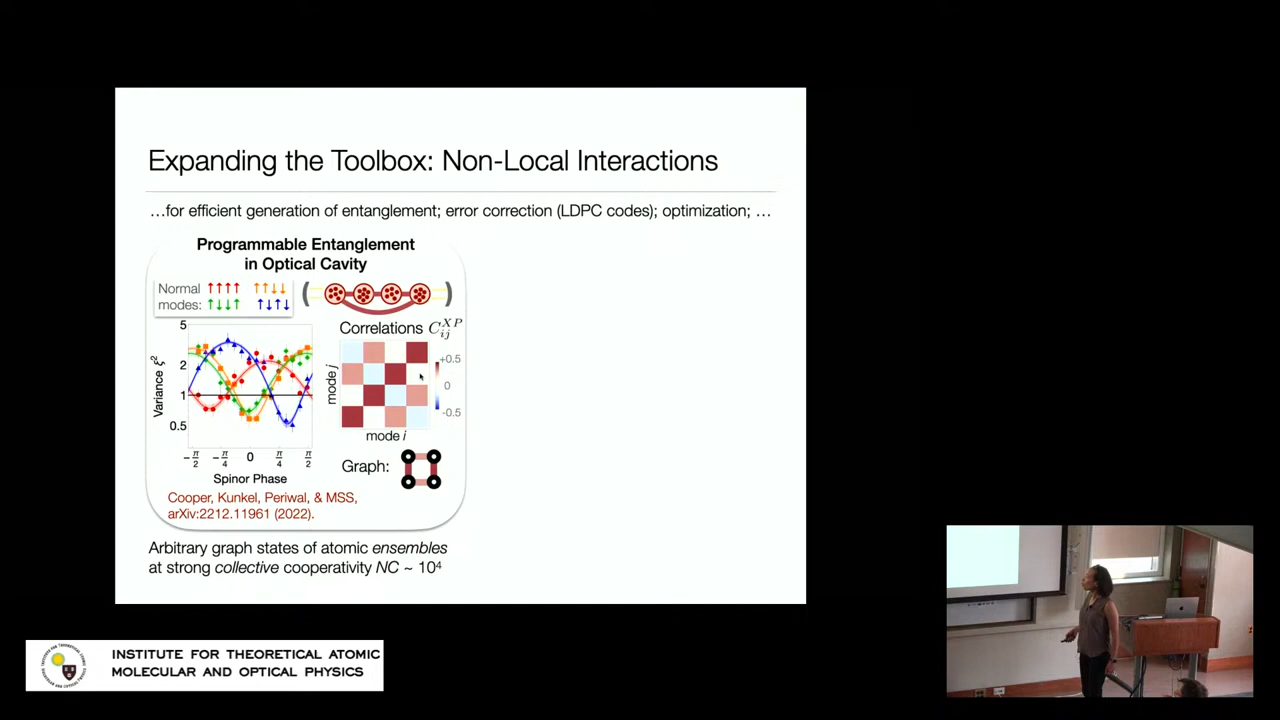 Expanding the Toolbox: Non-Local Interactions
…for efficient generation of entanglement; error correction (LDPC codes); optimization; …
Programmable Entanglement
in Optical Cavity
Normal ↑↑↑↑ ↑↑↓↓
modes: ↑↓↓↑ ↑↓↑↓
Correlations C_{ij}^{XP}
5
2
1
0.5
Variance ξ²
−π/2 −π/4 0 π/4 π/2
Spinor Phase
mode j
mode i
+0.5
0
-0.5
Graph:
Cooper, Kunkel, Periwal, & MSS,
arXiv:2212.11961 (2022).
Arbitrary graph states of atomic ensembles
at strong collective cooperativity NC ~ 10⁴
INSTITUTE FOR THEORETICAL ATOMIC
MOLECULAR AND OPTICAL PHYSICS